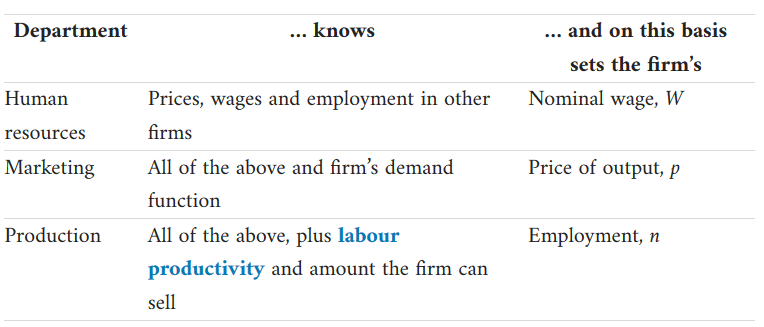 Department ... knows ... and on this basis
sets the firm's
Human Prices, wages and employment in other Nominal wage, W
resources firms
Marketing All of the above and firm's demand Price of output, p
function
Production All of the above, plus labour Employment, n
productivity and amount the firm can
sell